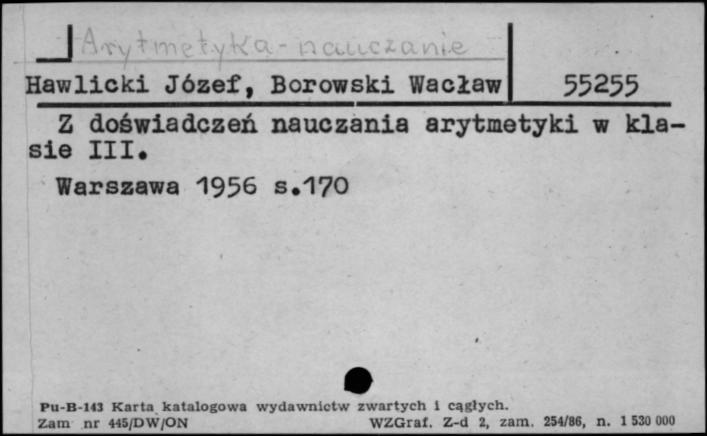 Arytmetyka - nauczanie
Hawlicki Józef, Borowski Wacław 55255
Z doświadczeń nauczania arytmetyki w kla-
sie III.
Warszawa 1956 s.170
Pu-B-143 Karta katalogowa wydawnictw zwartych i ciągłych.
Zam nr 445/DW/ON WZGraf. Z-d 2, zam. 254/86, n. 1 530 000